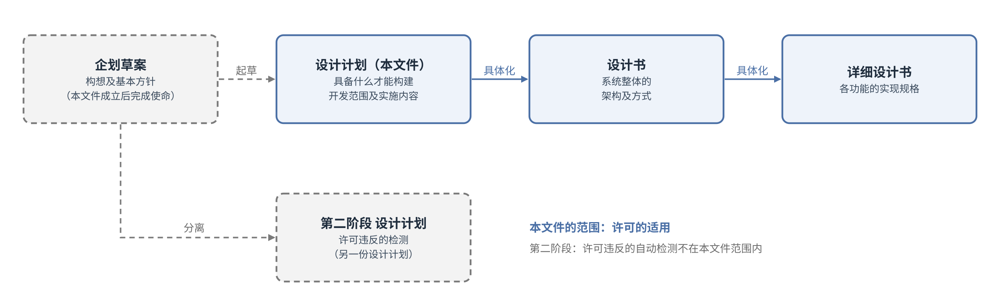 企划草案
构想及基本方针
（本文件成立后完成使命）
起草
设计计划（本文件）
具备什么才能构建
开发范围及实施内容
具体化
设计书
系统整体的
架构及方式
具体化
详细设计书
各功能的实现规格
分离
第二阶段 设计计划
许可违反的检测
（另一份设计计划）
本文件的范围：许可的适用
第二阶段：许可违反的自动检测不在本文件范围内